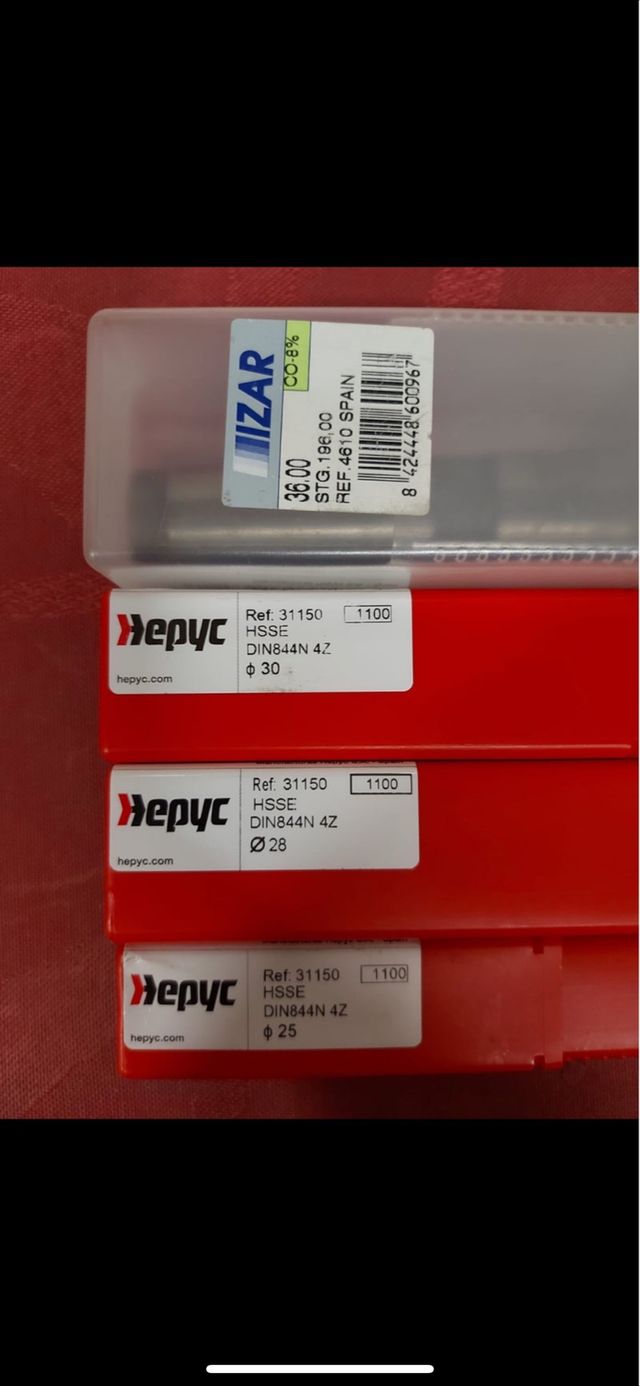 IZAR
CO-8%
36.00
STG.196,00
REF.4610 SPAIN
8 424448 600967
Hepyc
hepyc.com
Ref: 31150 1100
HSSE
DIN844N 4Z
ϕ 30
Hepyc
hepyc.com
Ref: 31150 1100
HSSE
DIN844N 4Z
Ø 28
Hepyc
hepyc.com
Ref: 31150 1100
HSSE
DIN844N 4Z
ϕ 25